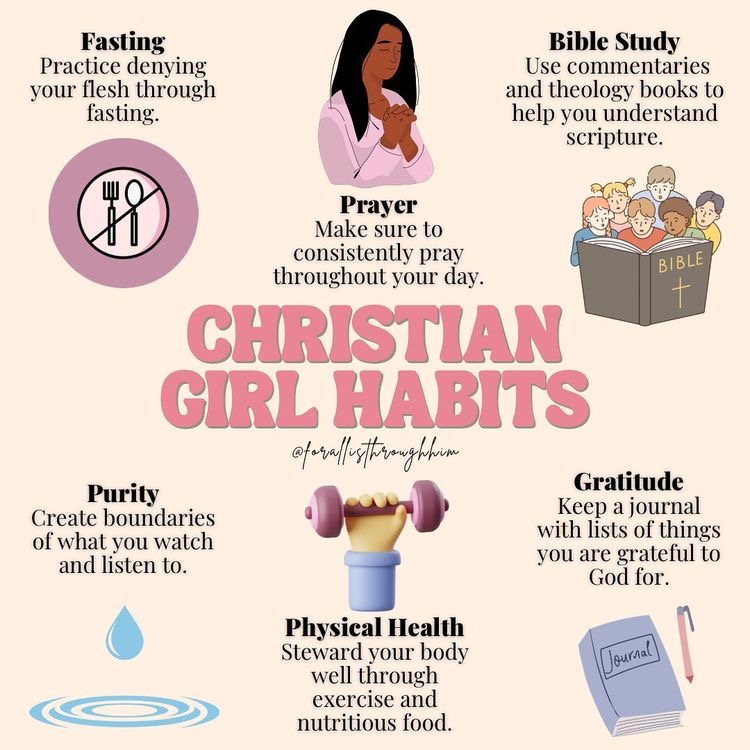 Fasting
Practice denying
your flesh through
fasting.
Prayer
Make sure to
consistently pray
throughout your day.
Bible Study
Use commentaries
and theology books to
help you understand
scripture.
BIBLE
CHRISTIAN
GIRL HABITS
@forallisthroughhim
Purity
Create boundaries
of what you watch
and listen to.
Physical Health
Steward your body
well through
exercise and
nutritious food.
Gratitude
Keep a journal
with lists of things
you are grateful to
God for.
Journal